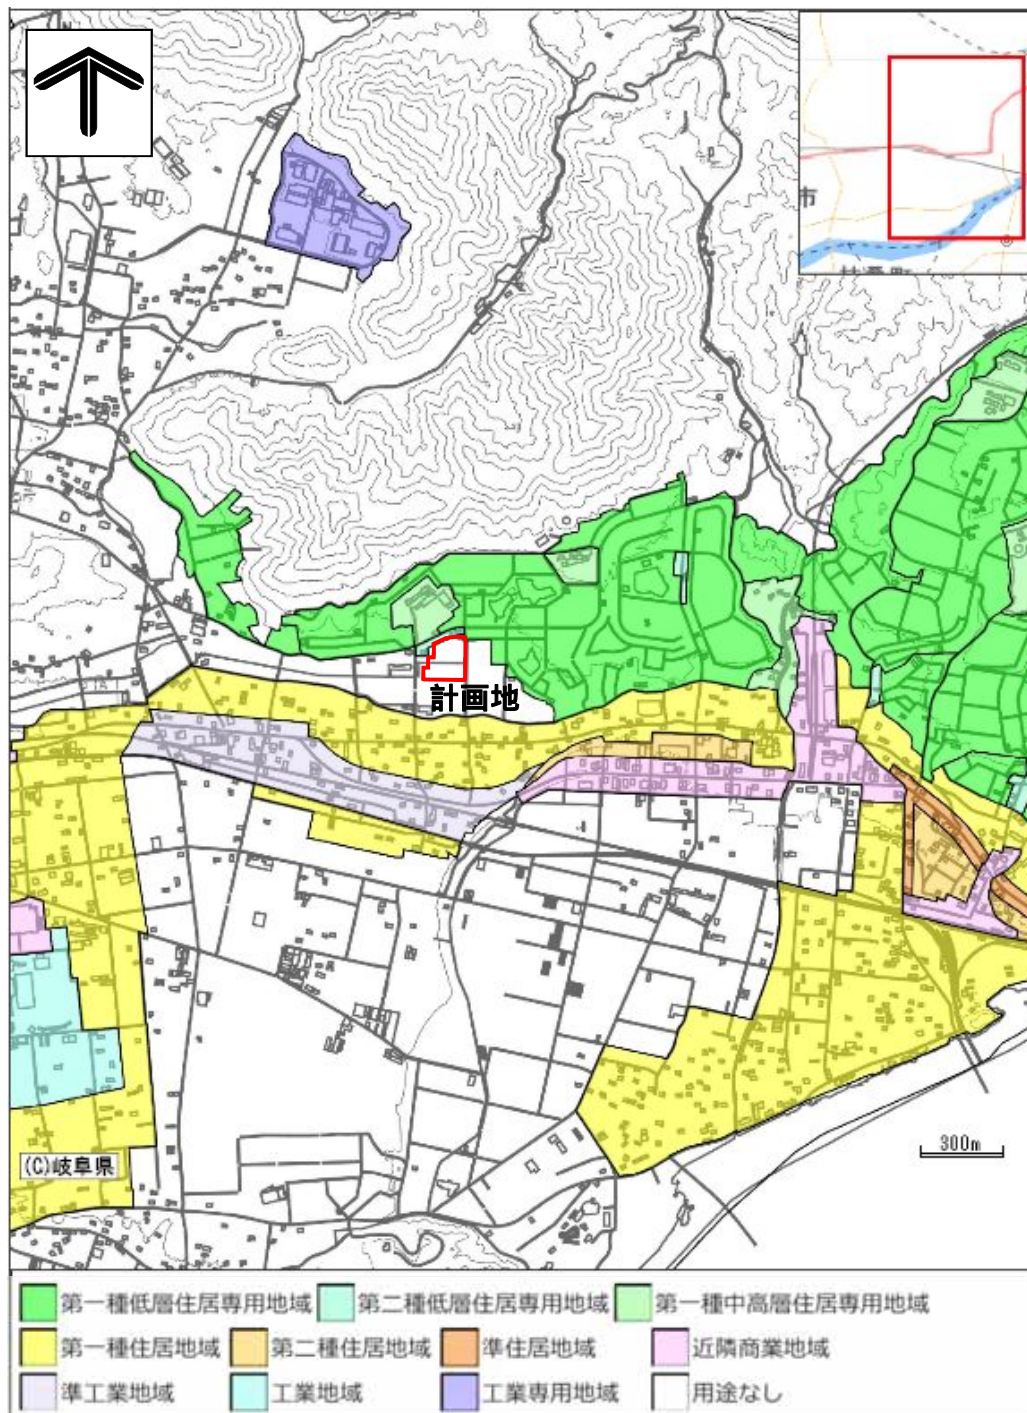 市
計画地
300m
(C)岐阜県
第一種低層住居専用地域 第二種低層住居専用地域 第一種中高層住居専用地域
第一種住居地域 第二種住居地域 準住居地域 近隣商業地域
準工業地域 工業地域 工業専用地域 用途なし